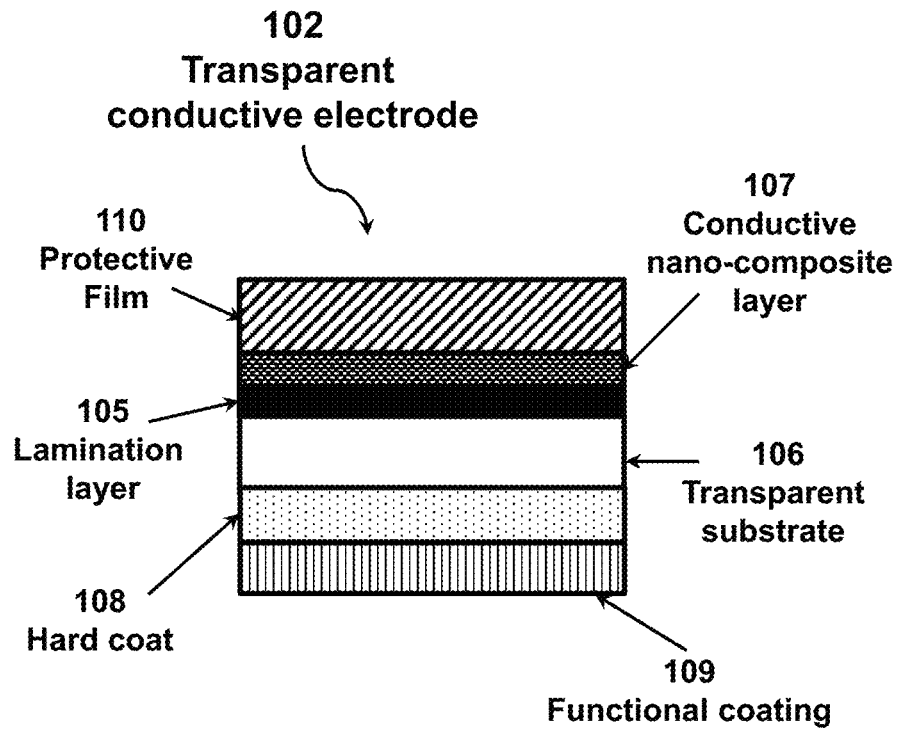 102
Transparent
conductive electrode
110
Protective
Film
107
Conductive
nano-composite
layer
105
Lamination
layer
106
Transparent
substrate
108
Hard coat
109
Functional coating